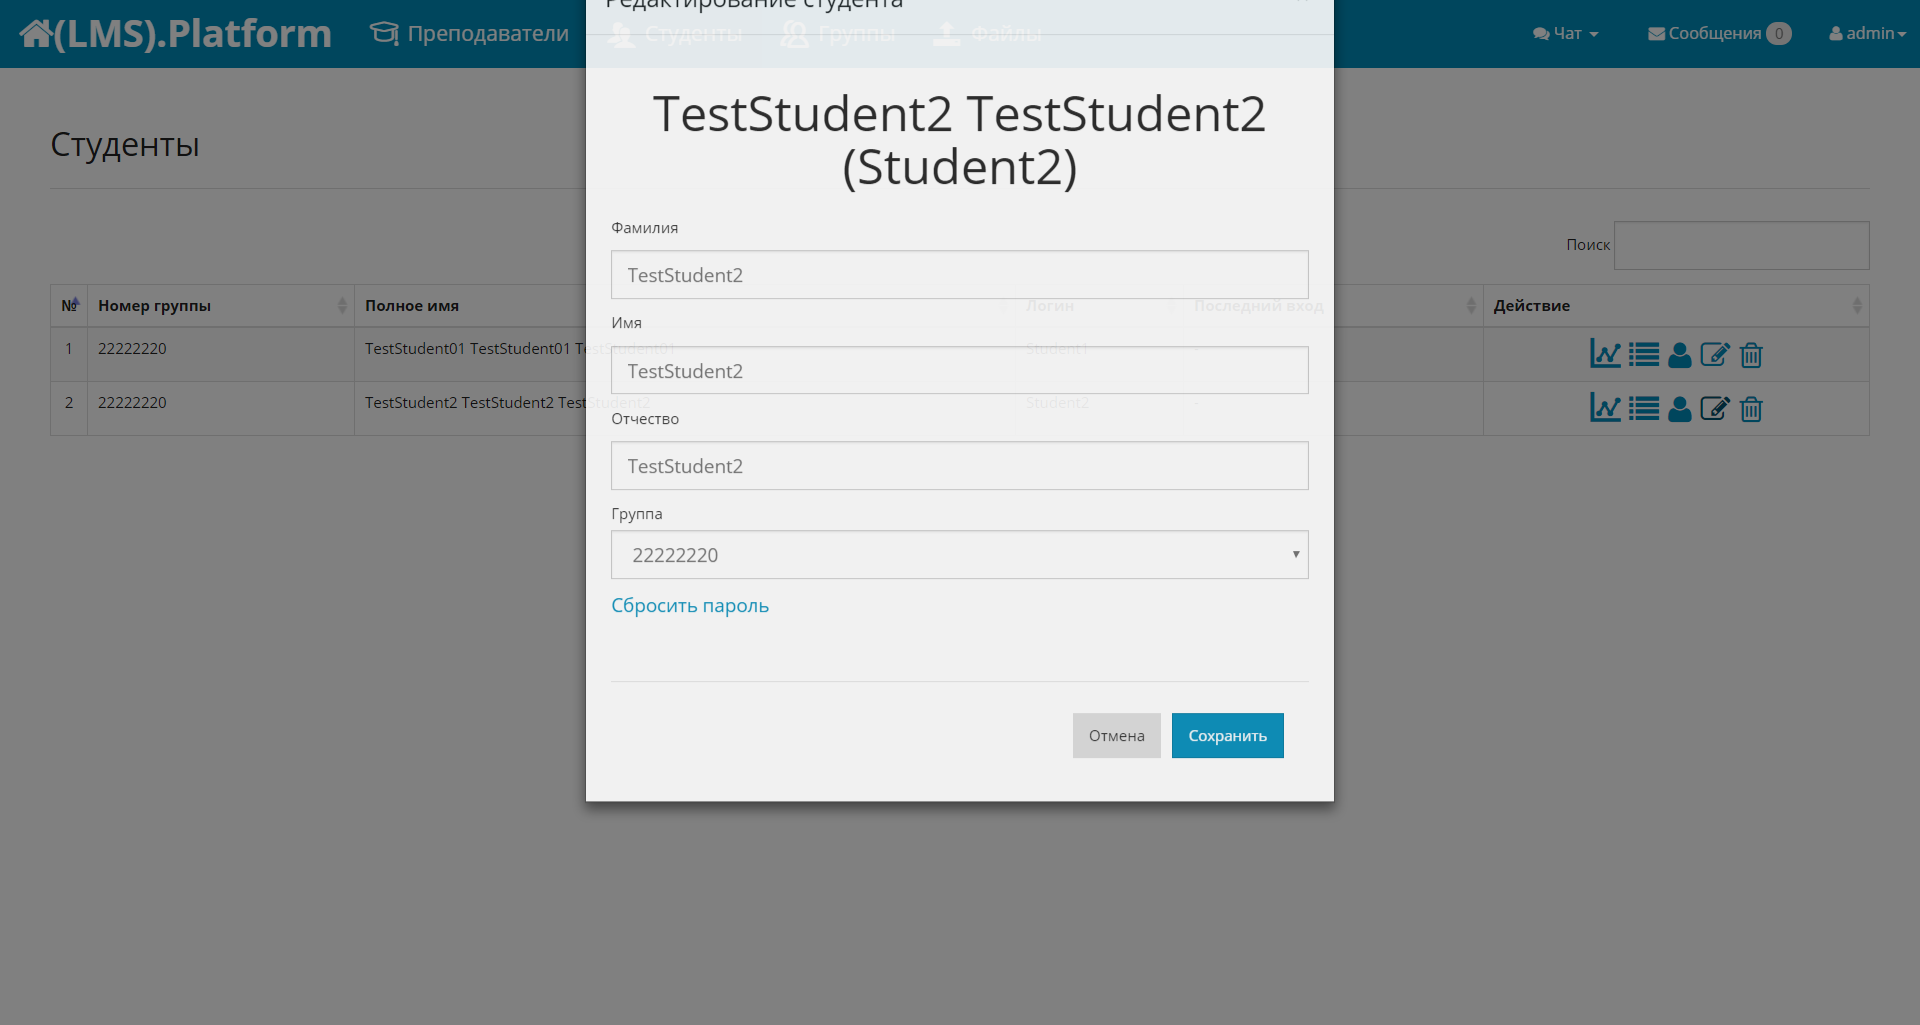 Редактирование студента
(LMS).Platform Преподаватели Студенты Группы Файлы Чат Сообщения 0 admin
Студенты
TestStudent2 TestStudent2
(Student2)
Поиск
№ Номер группы Полное имя Логин Последний вход Действие
1 22222220 TestStudent01 TestStudent01 TestStudent01 Student1 -
2 22222220 TestStudent2 TestStudent2 TestStudent2 Student2 -
Фамилия
TestStudent2
Имя
TestStudent2
Отчество
TestStudent2
Группа
22222220
Сбросить пароль
Отмена Сохранить